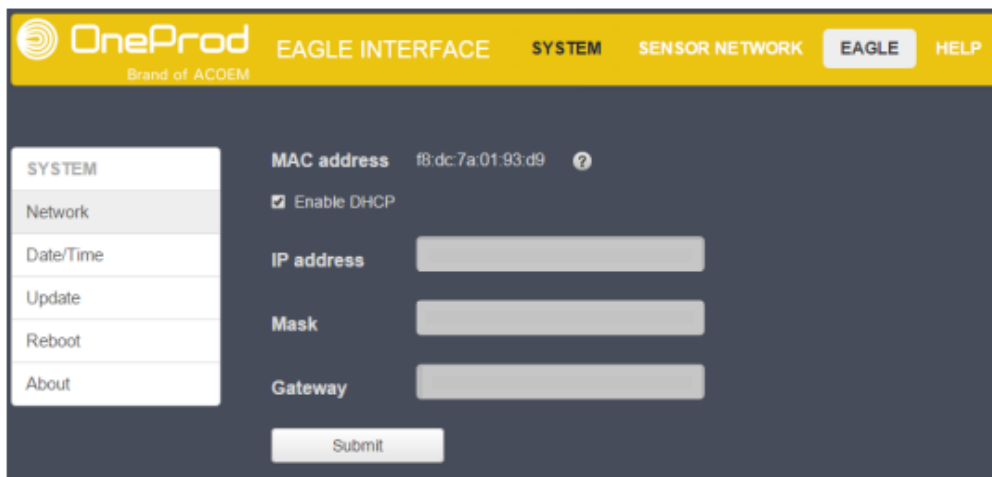 OneProd
Brand of ACOEM
EAGLE INTERFACE SYSTEM SENSOR NETWORK EAGLE HELP
SYSTEM
Network
Date/Time
Update
Reboot
About
MAC address f8:dc:7a:01:93:d9 ?
Enable DHCP
IP address
Mask
Gateway
Submit